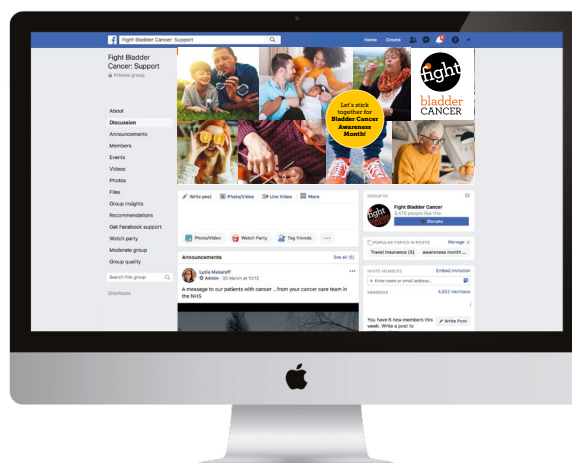 f
Fight Bladder Cancer: Support
Home
Create
Fight Bladder
Cancer: Support
Private group
About
Discussion
Announcements
Members
Events
Videos
Photos
Files
Group insights
Recommendations
Get Facebook support
Watch party
Moderate group
Group quality
Search this group
Shortcuts
Let's stick
together for
Bladder Cancer
Awareness
Month!
fight
bladder
CANCER
Write post
Photo/Video
Live Video
More
Photo/Video
Watch Party
Tag friends
Announcements
See all (5)
Lydia Makaroff
Admin · 30 March at 10:12
A message to our patients with cancer ...from your cancer care team in
the NHS
GROUP BY
fight
Fight Bladder Cancer
people like this
Donate
POPULAR TOPICS IN POSTS
Manage
Travel insurance (3)
awareness month ...
INVITE MEMBERS
Embed invitation
+ Enter name or email address...
MEMBERS
members
You have 6 new members this
week. Write a post to
Write Post